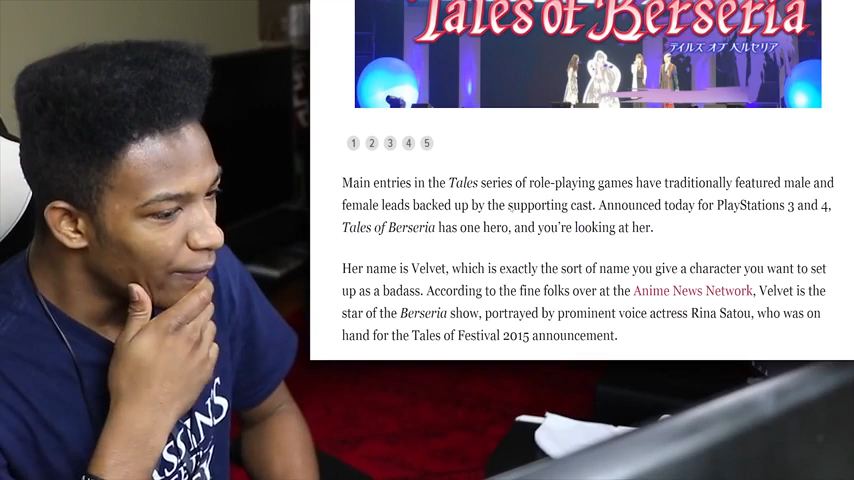 Tales of Berseria
テイルズ オブ ベルセリア
1 2 3 4 5
Main entries in the Tales series of role-playing games have traditionally featured male and
female leads backed up by the supporting cast. Announced today for PlayStations 3 and 4,
Tales of Berseria has one hero, and you're looking at her.
Her name is Velvet, which is exactly the sort of name you give a character you want to set
up as a badass. According to the fine folks over at the Anime News Network, Velvet is the
star of the Berseria show, portrayed by prominent voice actress Rina Satou, who was on
hand for the Tales of Festival 2015 announcement.